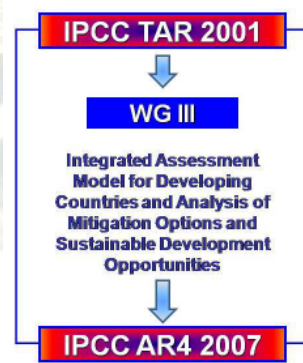 IPCC TAR 2001
WG III
Integrated Assessment
Model for Developing
Countries and Analysis of
Mitigation Options and
Sustainable Development
Opportunities
IPCC AR4 2007